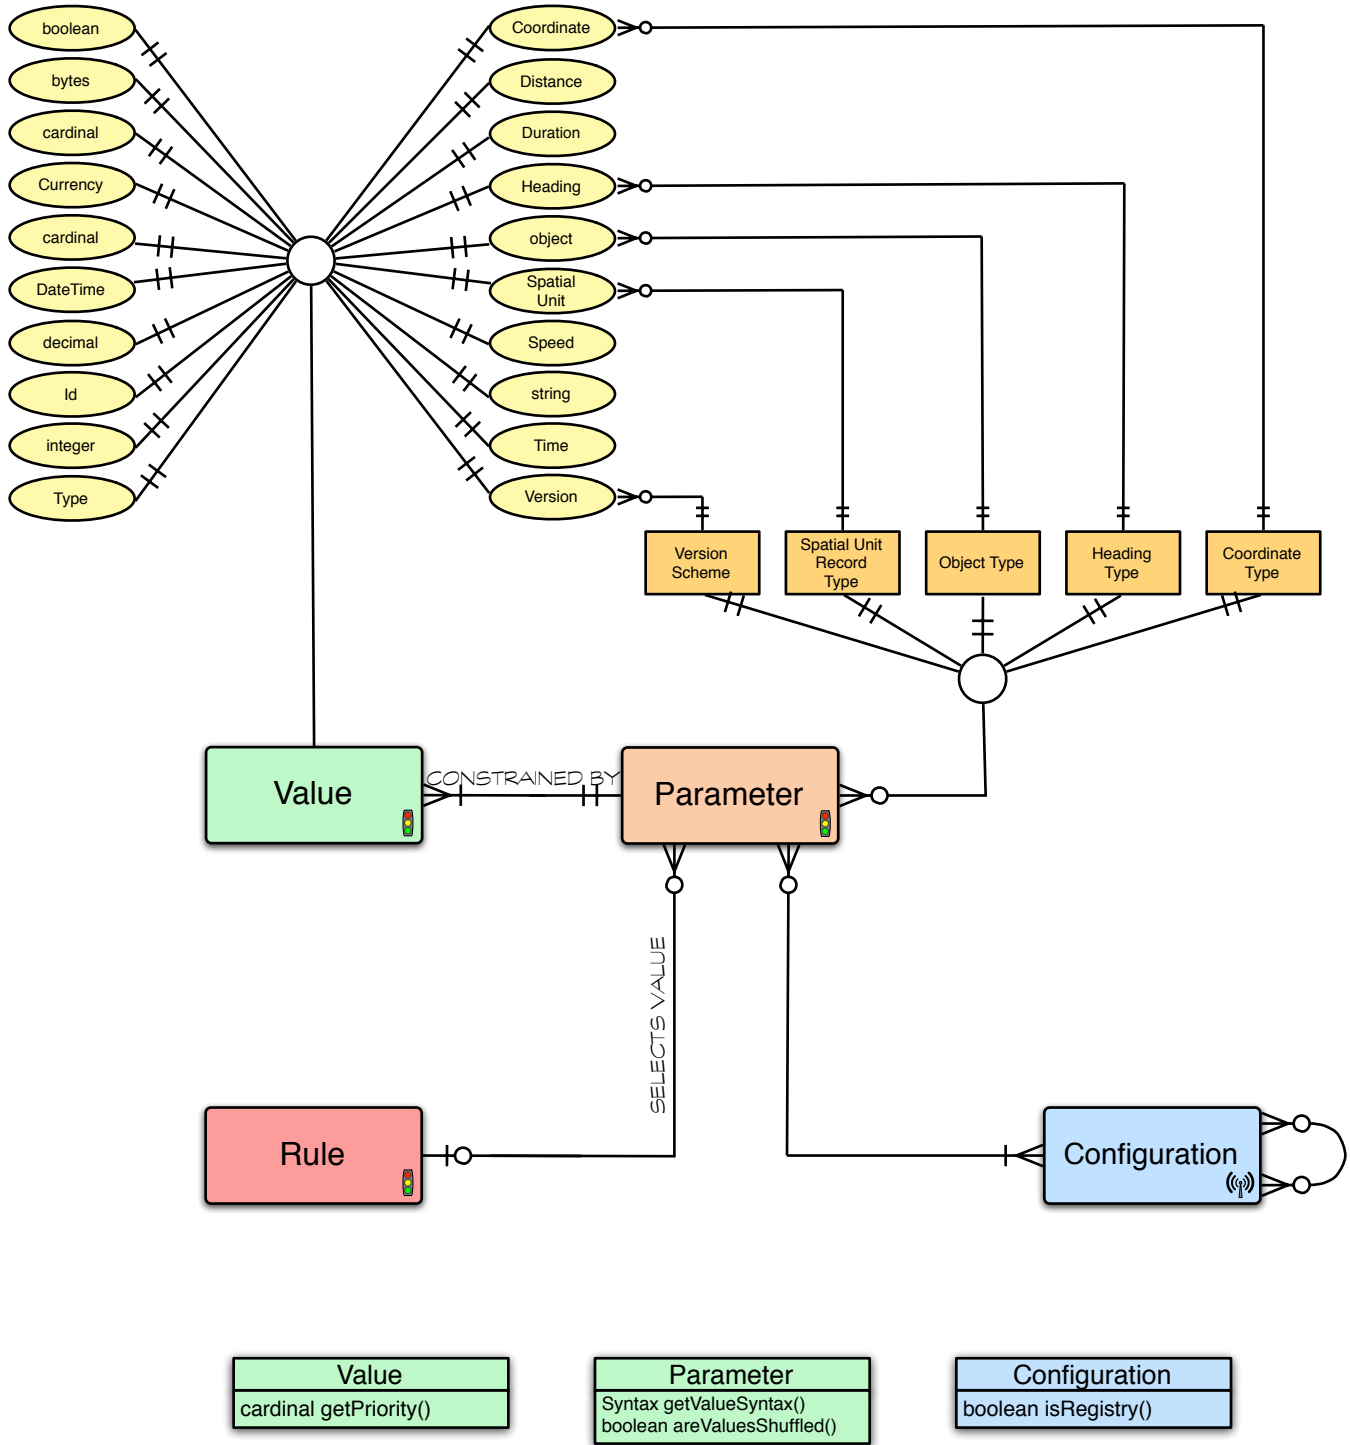 boolean
bytes
cardinal
Currency
cardinal
DateTime
decimal
Id
integer
Type
Coordinate
Distance
Duration
Heading
object
Spatial
Unit
Speed
string
Time
Version
Version
Scheme
Spatial Unit
Record
Type
Object Type
Heading
Type
Coordinate
Type
Value
CONSTRAINED BY
Parameter
SELECTS VALUE
Rule
Configuration
Value
cardinal getPriority()
Parameter
Syntax getValueSyntax()
boolean areValuesShuffled()
Configuration
boolean isRegistry()